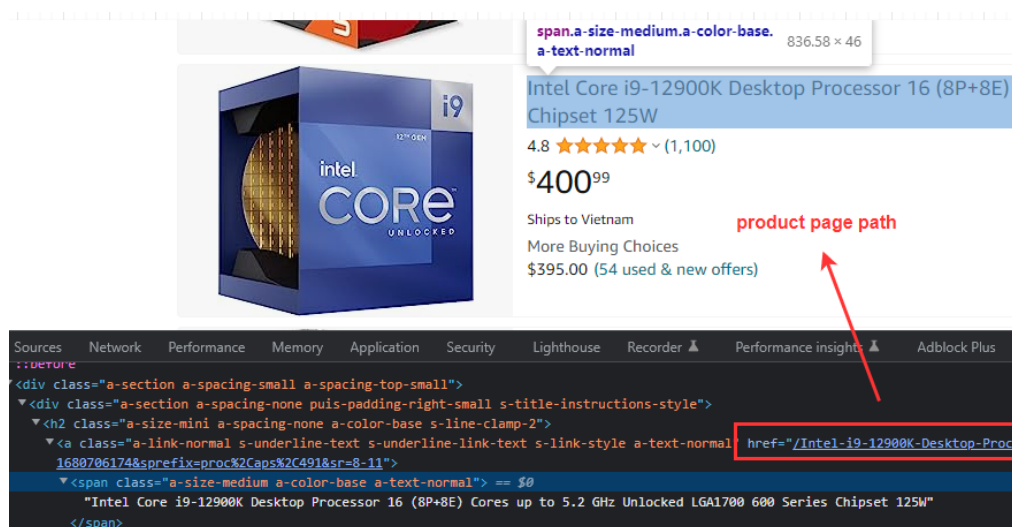 5
span.a-size-medium.a-color-base.
a-text-normal
836.58 × 46
Intel Core i9-12900K Desktop Processor 16 (8P+8E)
Chipset 125W
i9
12TH GEN
intel
CORE
UNLOCKED
4.8 (1,100)
$40099
Ships to Vietnam
product page path
More Buying Choices
$395.00 (54 used & new offers)
Sources Network Performance Memory Application Security Lighthouse Recorder Performance insights Adblock Plus
::before
<div class="a-section a-spacing-small a-spacing-top-small">
<div class="a-section a-spacing-none puis-padding-right-small s-title-instructions-style">
<h2 class="a-size-mini a-spacing-none a-color-base s-line-clamp-2">
<a class="a-link-normal s-underline-text s-underline-link-text s-link-style a-text-normal" href="/Intel-i9-12900K-Desktop-Proc
1680706174&sprefix=proc%2Caps%2C491&sr=8-11">
<span class="a-size-medium a-color-base a-text-normal"> == $0
"Intel Core i9-12900K Desktop Processor 16 (8P+8E) Cores up to 5.2 GHz Unlocked LGA1700 600 Series Chipset 125W"
</span>